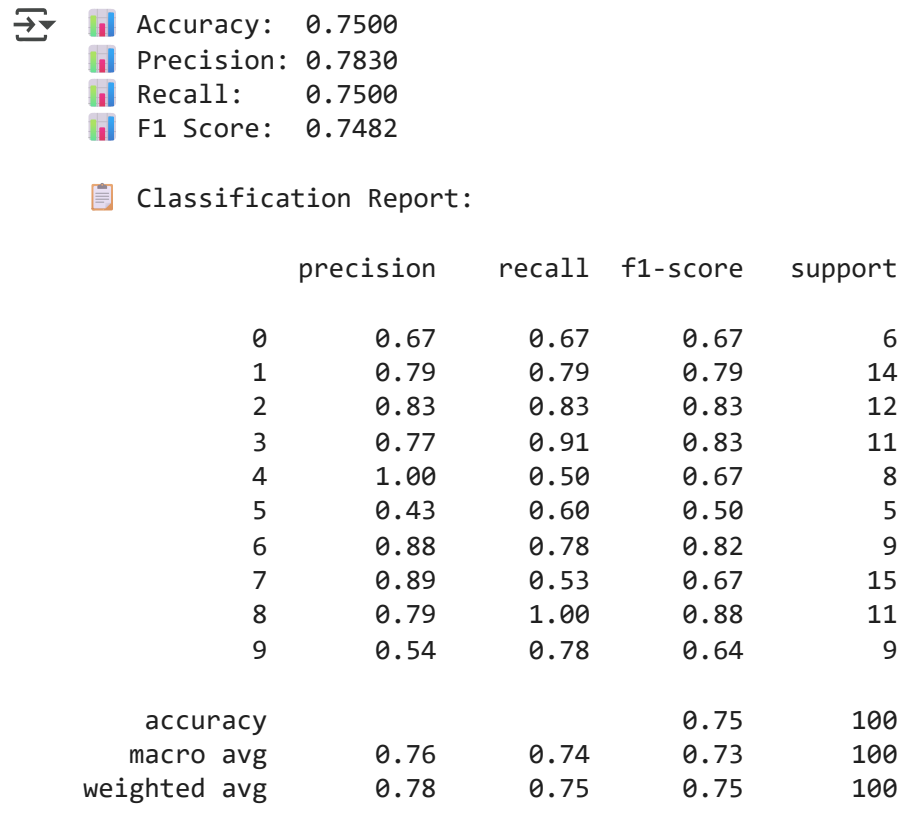 📊 Accuracy:  0.7500
📊 Precision: 0.7830
📊 Recall:    0.7500
📊 F1 Score:  0.7482
📋 Classification Report:
precision    recall  f1-score   support
0       0.67      0.67      0.67         6
1       0.79      0.79      0.79        14
2       0.83      0.83      0.83        12
3       0.77      0.91      0.83        11
4       1.00      0.50      0.67         8
5       0.43      0.60      0.50         5
6       0.88      0.78      0.82         9
7       0.89      0.53      0.67        15
8       0.79      1.00      0.88        11
9       0.54      0.78      0.64         9
accuracy                           0.75       100
macro avg       0.76      0.74      0.73       100
weighted avg       0.78      0.75      0.75       100